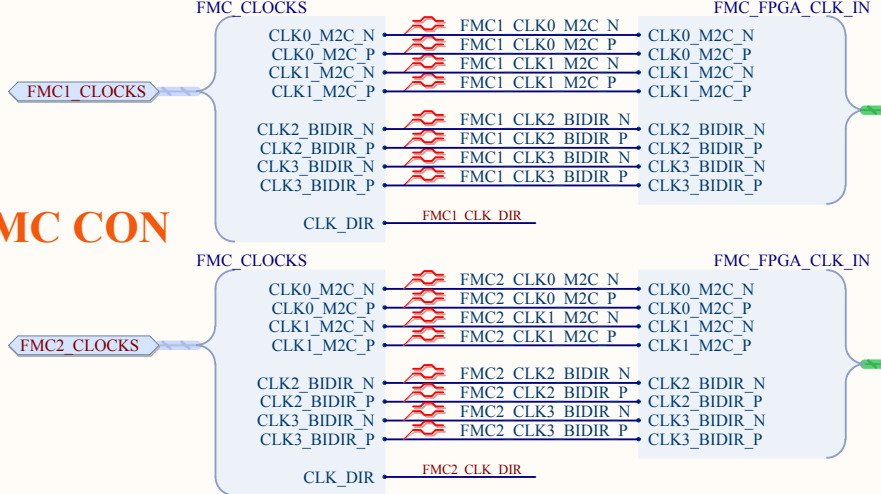 FMC_CLOCKS FMC_FPGA_CLK_IN
CLK0_M2C_N FMC1_CLK0_M2C_N CLK0_M2C_N
CLK0_M2C_P FMC1_CLK0_M2C_P CLK0_M2C_P
CLK1_M2C_N FMC1_CLK1_M2C_N CLK1_M2C_N
CLK1_M2C_P FMC1_CLK1_M2C_P CLK1_M2C_P
FMC1_CLOCKS
CLK2_BIDIR_N FMC1_CLK2_BIDIR_N CLK2_BIDIR_N
CLK2_BIDIR_P FMC1_CLK2_BIDIR_P CLK2_BIDIR_P
CLK3_BIDIR_N FMC1_CLK3_BIDIR_N CLK3_BIDIR_N
CLK3_BIDIR_P FMC1_CLK3_BIDIR_P CLK3_BIDIR_P
CLK_DIR FMC1_CLK_DIR
MC CON
FMC_CLOCKS FMC_FPGA_CLK_IN
CLK0_M2C_N FMC2_CLK0_M2C_N CLK0_M2C_N
CLK0_M2C_P FMC2_CLK0_M2C_P CLK0_M2C_P
CLK1_M2C_N FMC2_CLK1_M2C_N CLK1_M2C_N
CLK1_M2C_P FMC2_CLK1_M2C_P CLK1_M2C_P
FMC2_CLOCKS
CLK2_BIDIR_N FMC2_CLK2_BIDIR_N CLK2_BIDIR_N
CLK2_BIDIR_P FMC2_CLK2_BIDIR_P CLK2_BIDIR_P
CLK3_BIDIR_N FMC2_CLK3_BIDIR_N CLK3_BIDIR_N
CLK3_BIDIR_P FMC2_CLK3_BIDIR_P CLK3_BIDIR_P
CLK_DIR FMC2_CLK_DIR